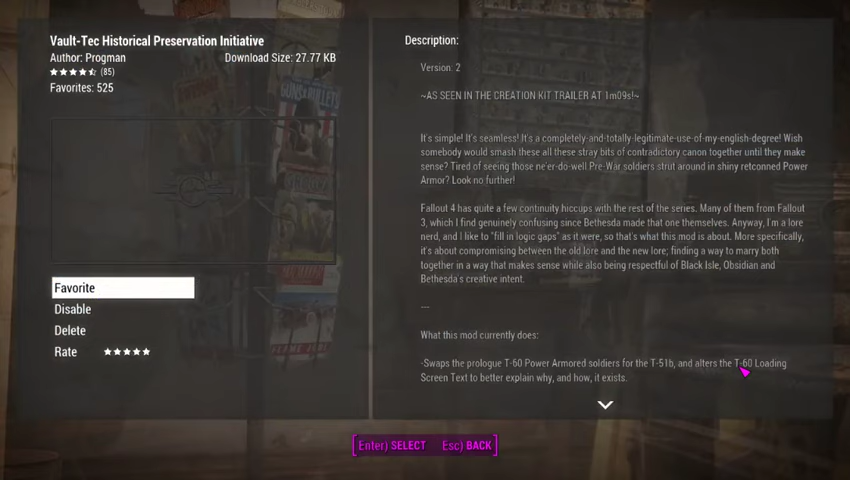 Vault-Tec Historical Preservation Initiative
Author: Progman
Download Size: 27.77 KB
(85)
Favorites: 525
GUNS & BULLETS
Favorite
Disable
Delete
Rate
Description:
Version: 2
~AS SEEN IN THE CREATION KIT TRAILER AT 1m09s!~
It's simple! It's seamless! It's a completely-and-totally-legitimate-use-of-my-english-degree! Wish
somebody would smash these all these stray bits of contradictory canon together until they make
sense? Tired of seeing those ne'er-do-well Pre-War soldiers strut around in shiny retconned Power
Armor? Look no further!
Fallout 4 has quite a few continuity hiccups with the rest of the series. Many of them from Fallout
3, which I find genuinely confusing since Bethesda made that one themselves. Anyway, I'm a lore
nerd, and I like to "fill in logic gaps" as it were, so that's what this mod is about. More specifically,
it's about compromising between the old lore and the new lore; finding a way to marry both
together in a way that makes sense while also being respectful of Black Isle, Obsidian and
Bethesda's creative intent.
---
What this mod currently does:
-Swaps the prologue T-60 Power Armored soldiers for the T-51b, and alters the T-60 Loading
Screen Text to better explain why, and how, it exists.
Enter) SELECT Esc) BACK